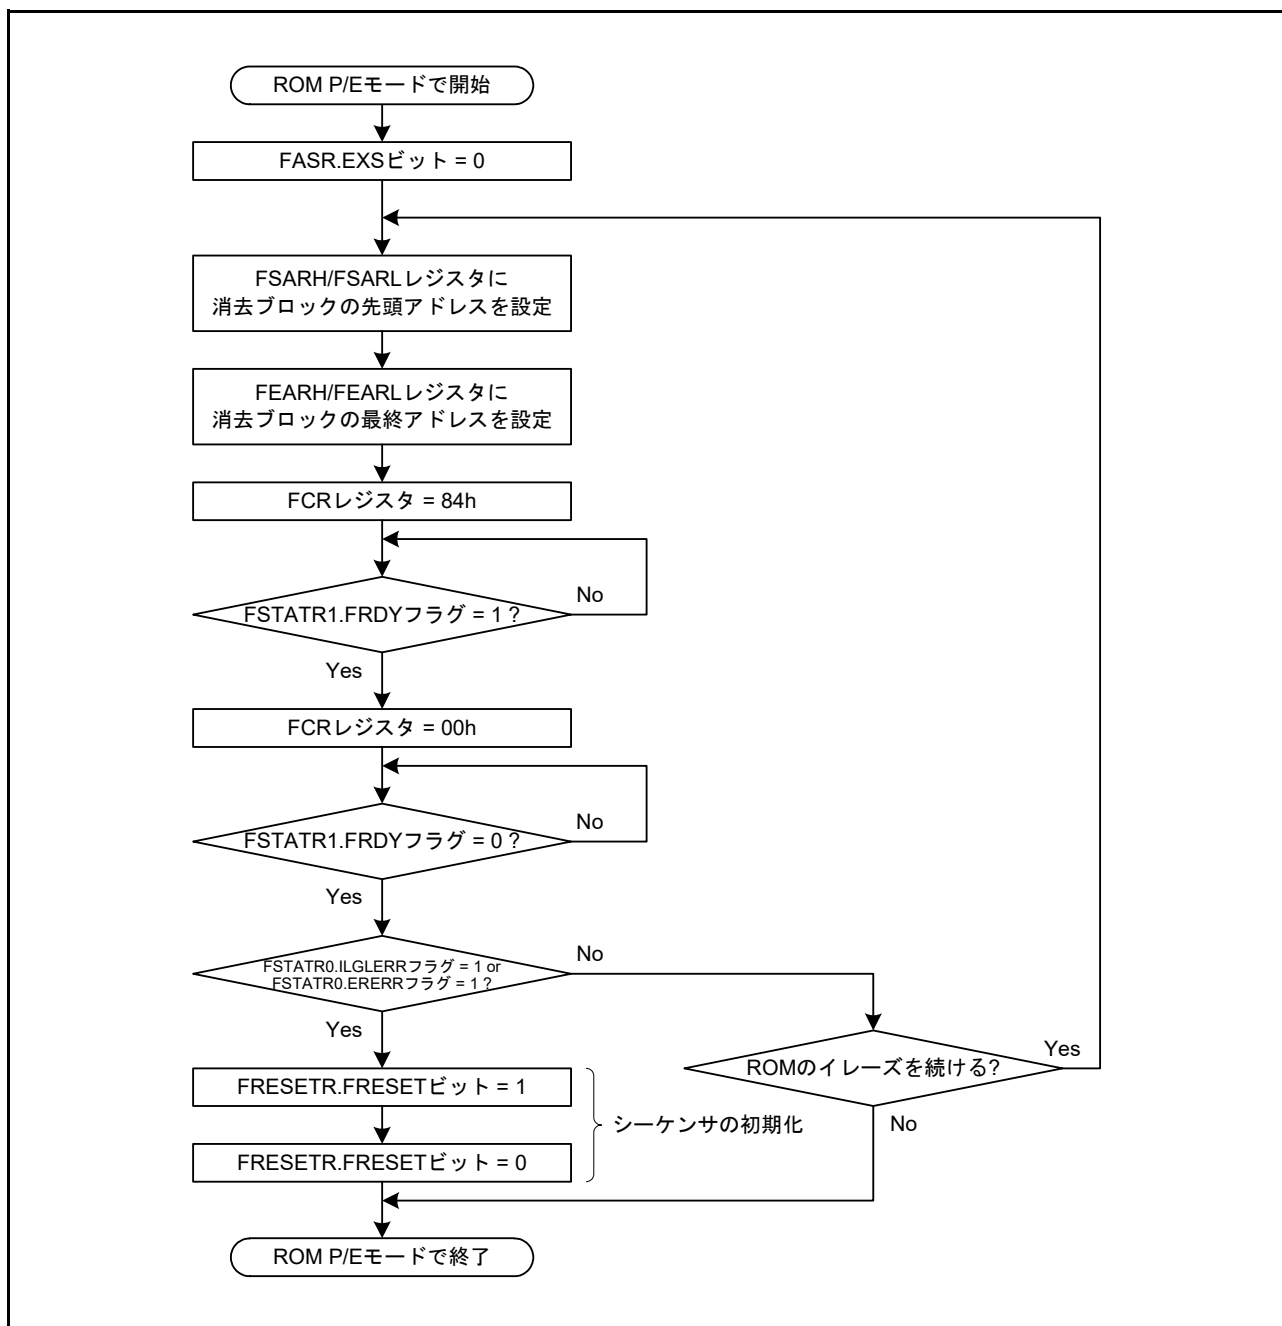 ROM P/Eモードで開始
FASR.EXSビット = 0
FSARH/FSARLレジスタに
消去ブロックの先頭アドレスを設定
FEARH/FEARLレジスタに
消去ブロックの最終アドレスを設定
FCRレジスタ = 84h
No
FSTATR1.FRDYフラグ = 1 ?
Yes
FCRレジスタ = 00h
No
FSTATR1.FRDYフラグ = 0 ?
Yes
No
FSTATR0.ILGLERRフラグ = 1 or
FSTATR0.ERERRフラグ = 1 ?
Yes
Yes
ROMのイレーズを続ける?
No
FRESETR.FRESETビット = 1
シーケンサの初期化
FRESETR.FRESETビット = 0
ROM P/Eモードで終了